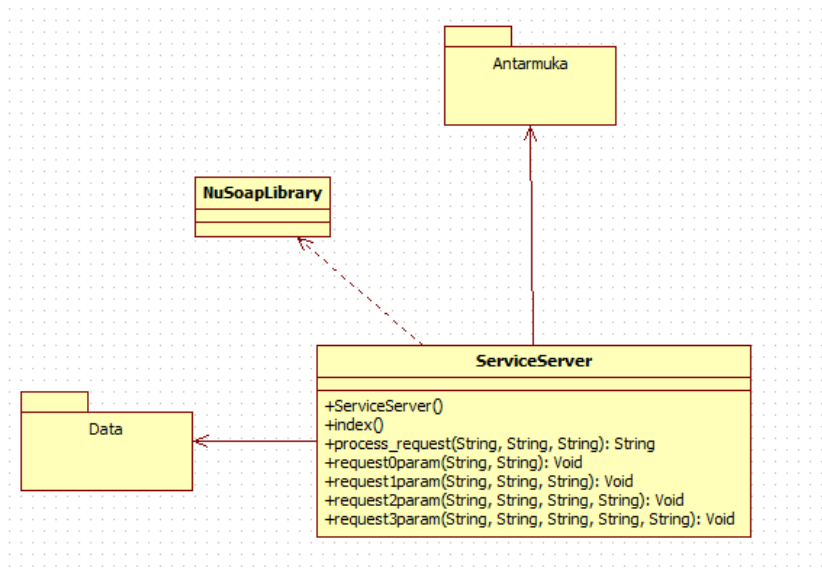 Antarmuka
NuSoapLibrary
ServiceServer
+ServiceServer()
+index()
+process_request(String, String, String): String
+request0param(String, String): Void
+request1param(String, String, String): Void
+request2param(String, String, String, String): Void
+request3param(String, String, String, String, String): Void
Data